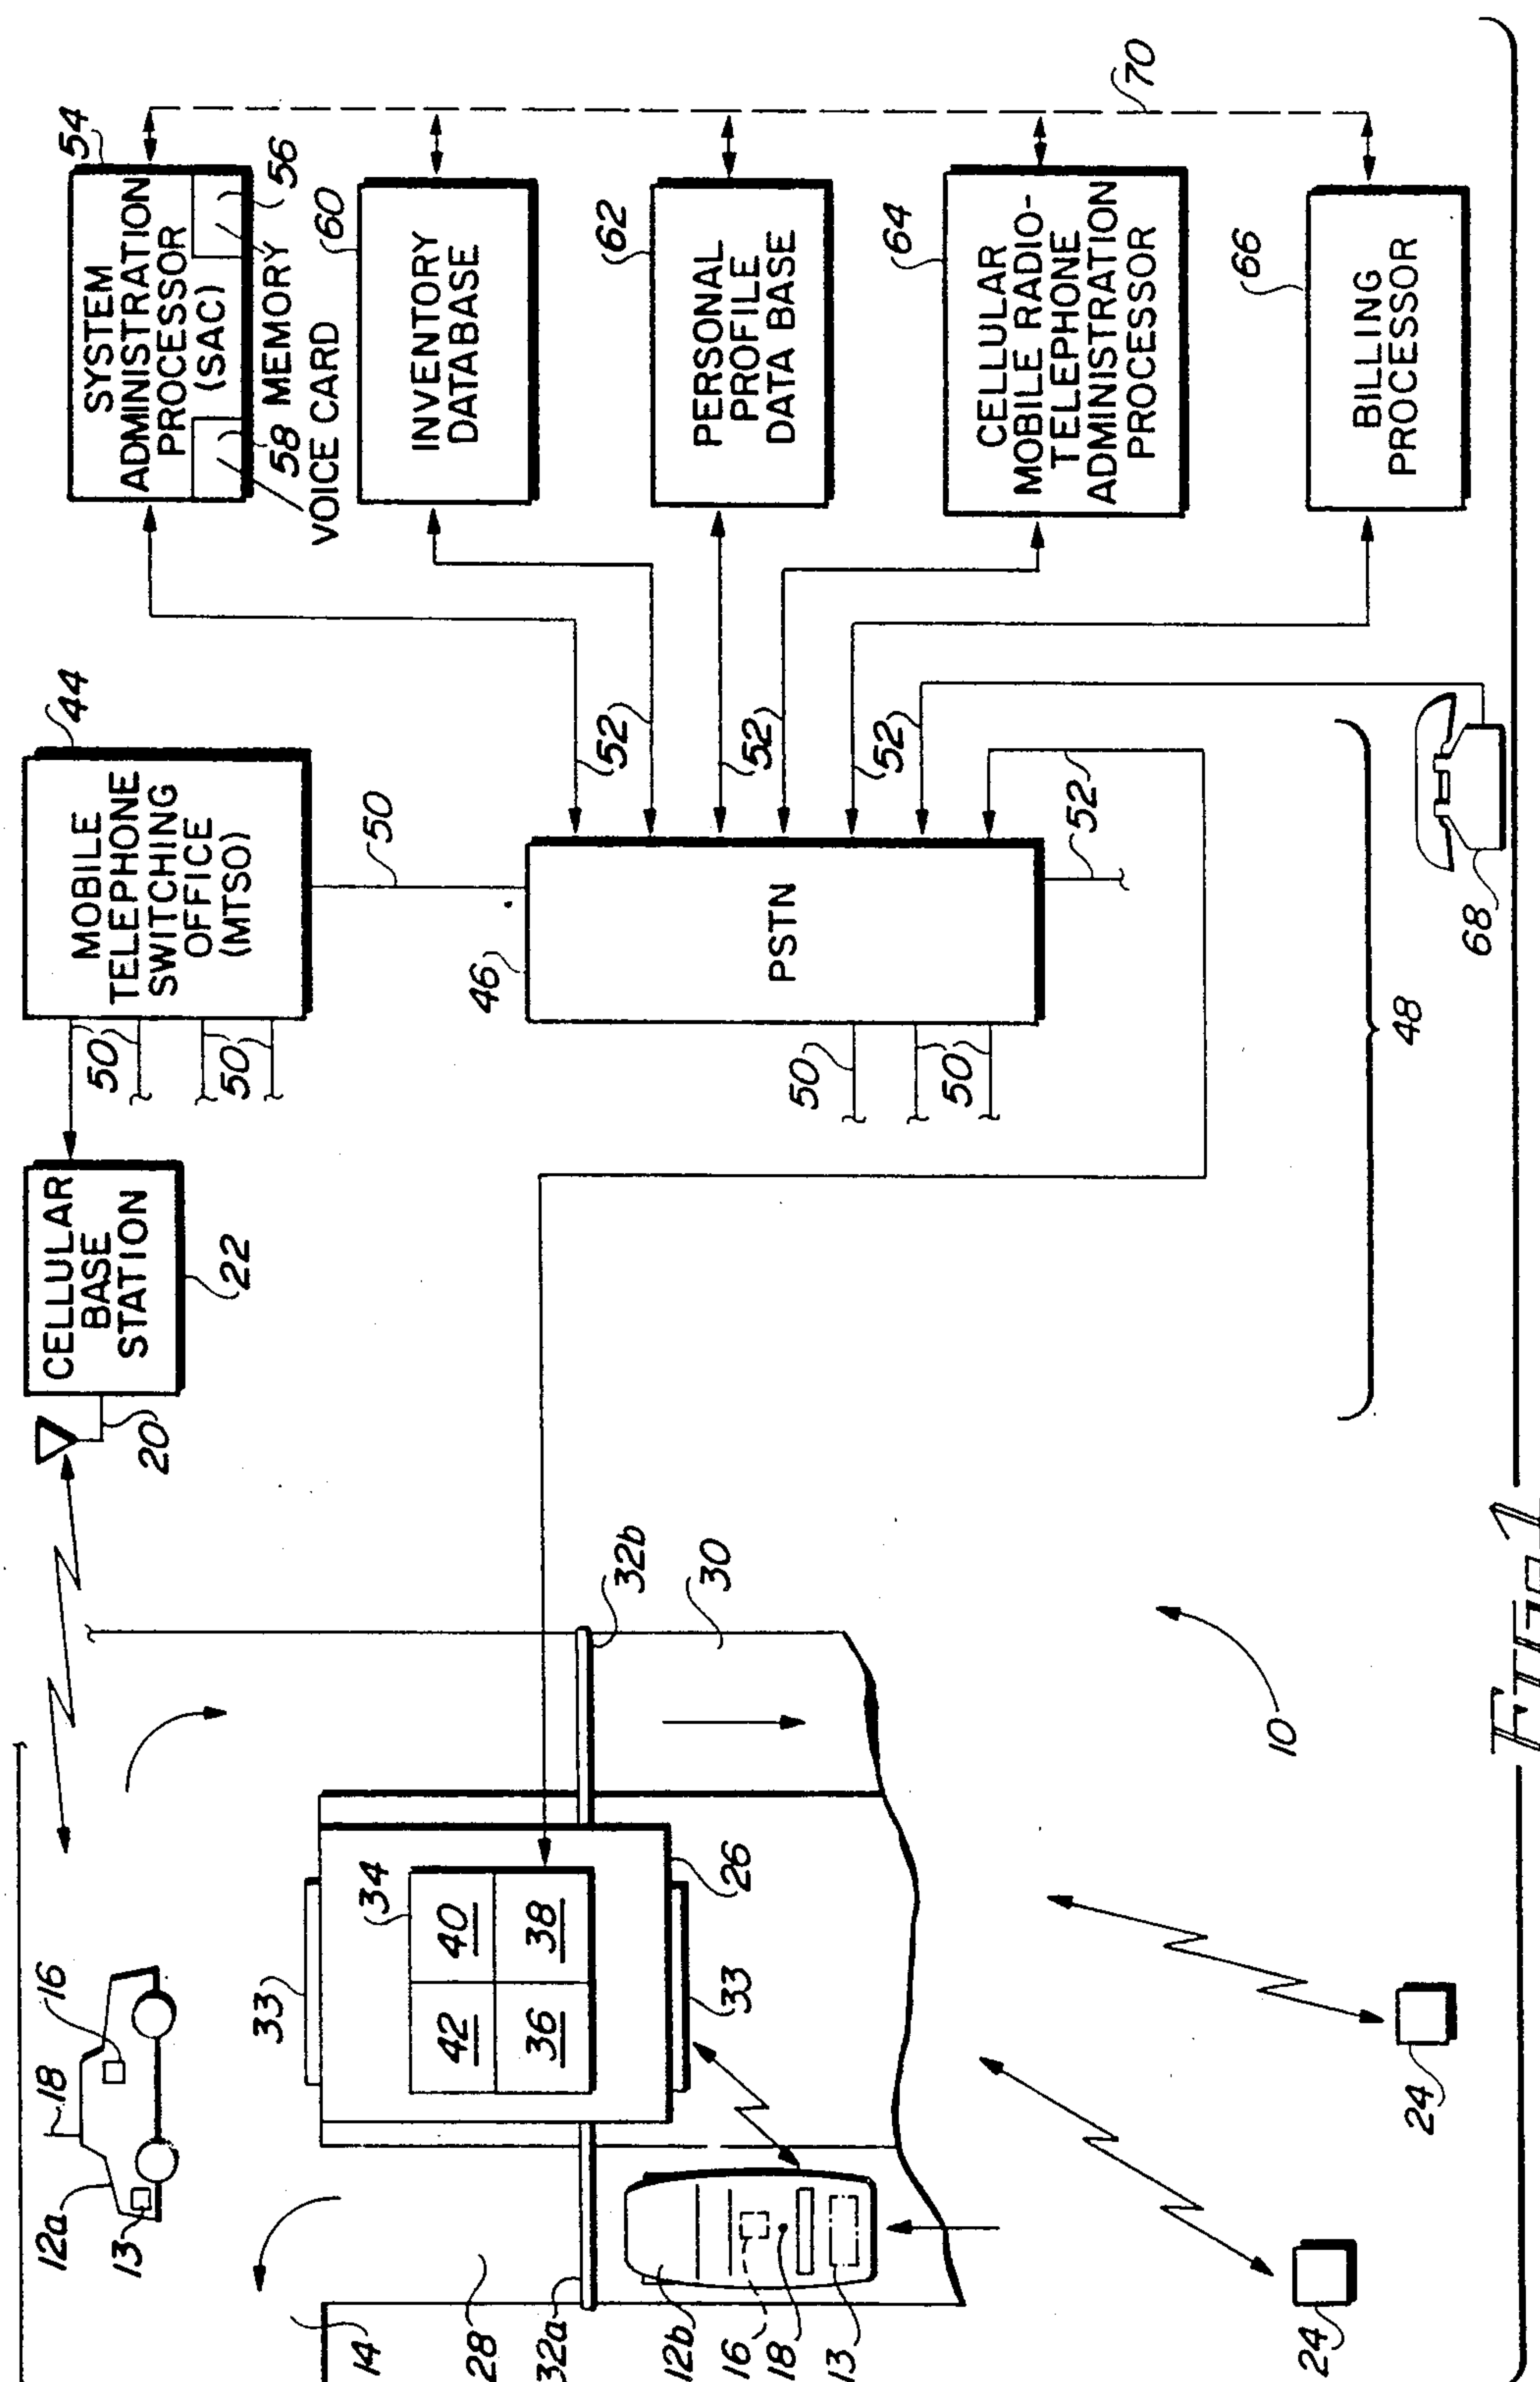 12a
18
16
13
14
28
32a
12b
16
18
13
33
34
42
40
36
38
33
26
32b
30
20
CELLULAR
BASE
STATION
22
MOBILE
TELEPHONE
SWITCHING
OFFICE
(MTSO)
44
50
50
50
46
PSTN
50
50
52
52
52
52
SYSTEM
ADMINISTRATION
PROCESSOR
(SAC)
54
56
58
MEMORY
VOICE CARD
60
INVENTORY
DATABASE
62
PERSONAL
PROFILE
DATA BASE
64
CELLULAR
MOBILE RADIO-
TELEPHONE
ADMINISTRATION
PROCESSOR
66
BILLING
PROCESSOR
70
68
48
10
24
24
Fig. 1